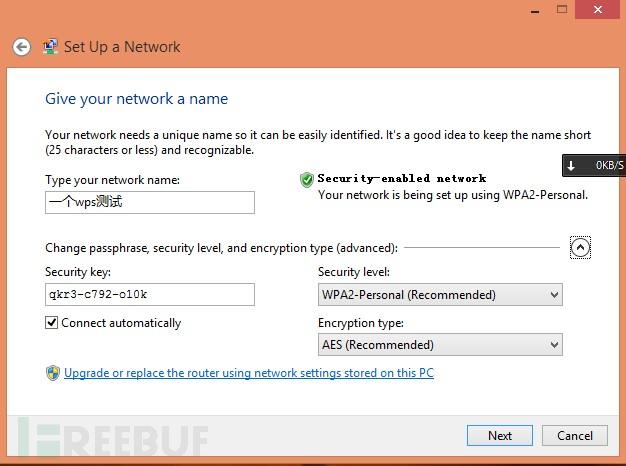 Set Up a Network
Give your network a name
Your network needs a unique name so it can be easily identified. It's a good idea to keep the name short
(25 characters or less) and recognizable.
0KB/S
Type your network name:
Security-enabled network
一个wps测试
Your network is being set up using WPA2-Personal.
Change passphrase, security level, and encryption type (advanced):
Security key:
Security level:
qkr3-c792-o10k
WPA2-Personal (Recommended)
Connect automatically
Encryption type:
AES (Recommended)
Upgrade or replace the router using network settings stored on this PC
FREEBUF
Next
Cancel